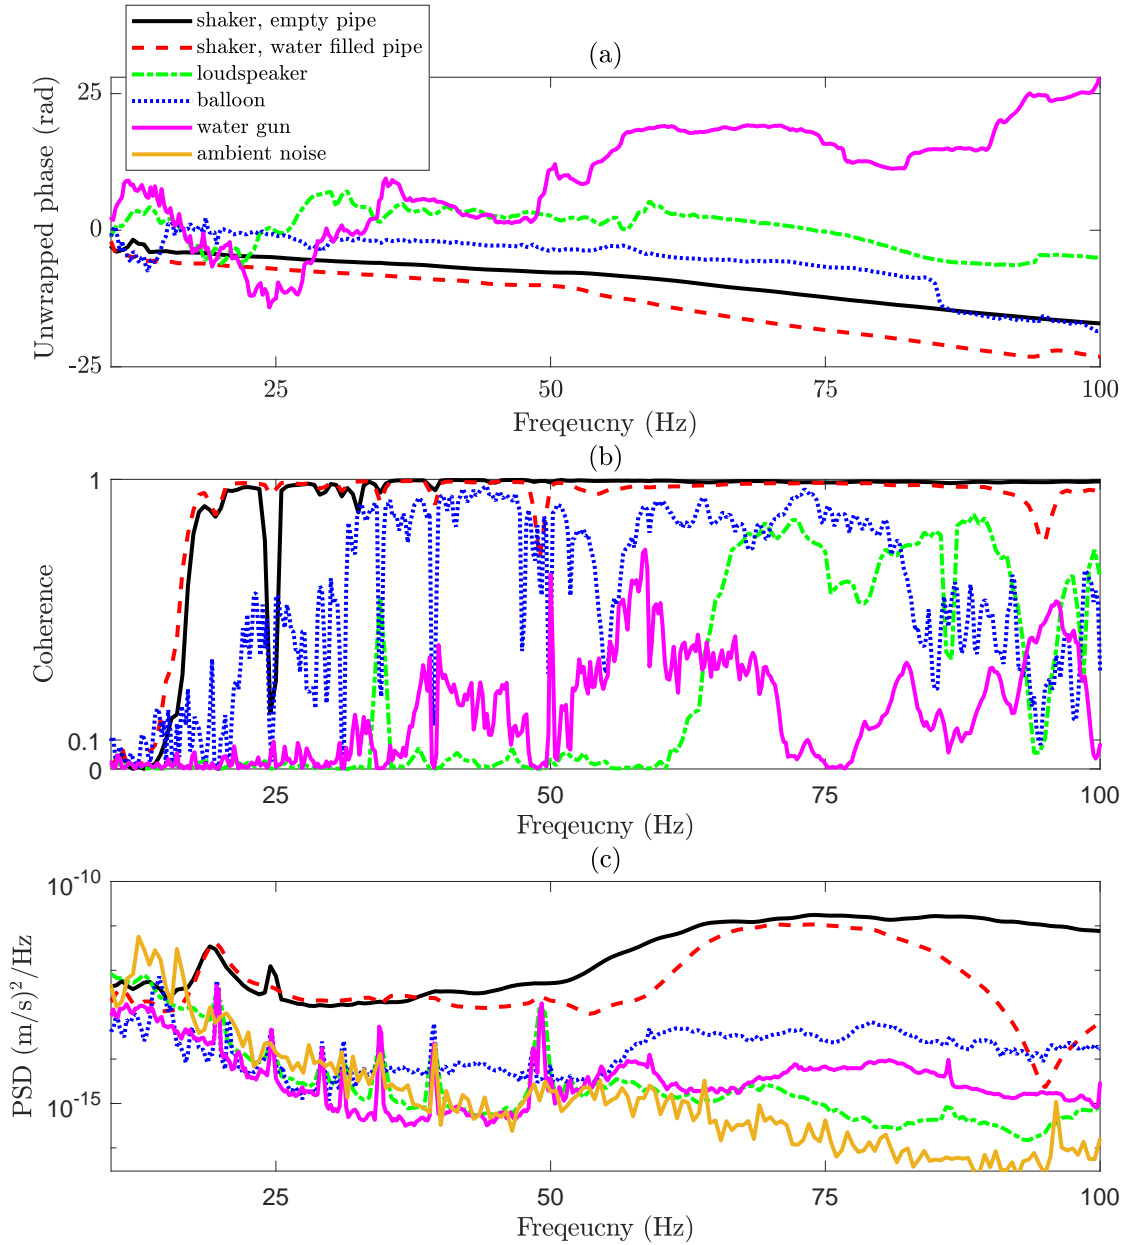 shaker, empty pipe
shaker, water filled pipe
loudspeaker
balloon
water gun
ambient noise
(a)
Unwrapped phase (rad)
25
0
-25
25
50
75
100
Freqeucny (Hz)
(b)
Coherence
1
0.1
0
25
50
75
100
Freqeucny (Hz)
(c)
PSD (m/s)²/Hz
10⁻¹⁰
10⁻¹⁵
25
50
75
100
Freqeucny (Hz)